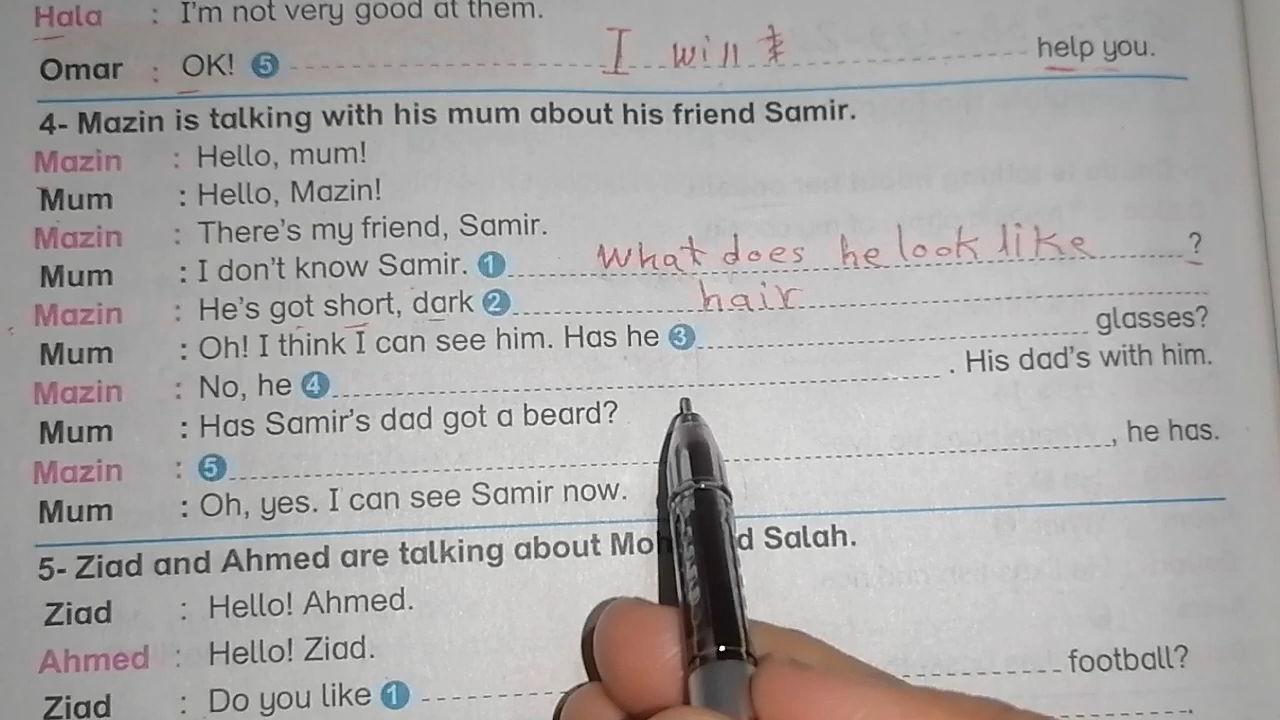 Hala : I'm not very good at them.
Omar : OK! 5 I will help you.
4- Mazin is talking with his mum about his friend Samir.
Mazin : Hello, mum!
Mum : Hello, Mazin!
Mazin : There's my friend, Samir.
Mum : I don't know Samir. 1 What does he look like ?
Mazin : He's got short, dark 2 hair
Mum : Oh! I think I can see him. Has he 3 glasses?
Mazin : No, he 4 . His dad's with him.
Mum : Has Samir's dad got a beard?
Mazin : 5 , he has.
Mum : Oh, yes. I can see Samir now.
5- Ziad and Ahmed are talking about Moh d Salah.
Ziad : Hello! Ahmed.
Ahmed : Hello! Ziad.
Ziad : Do you like 1 football?